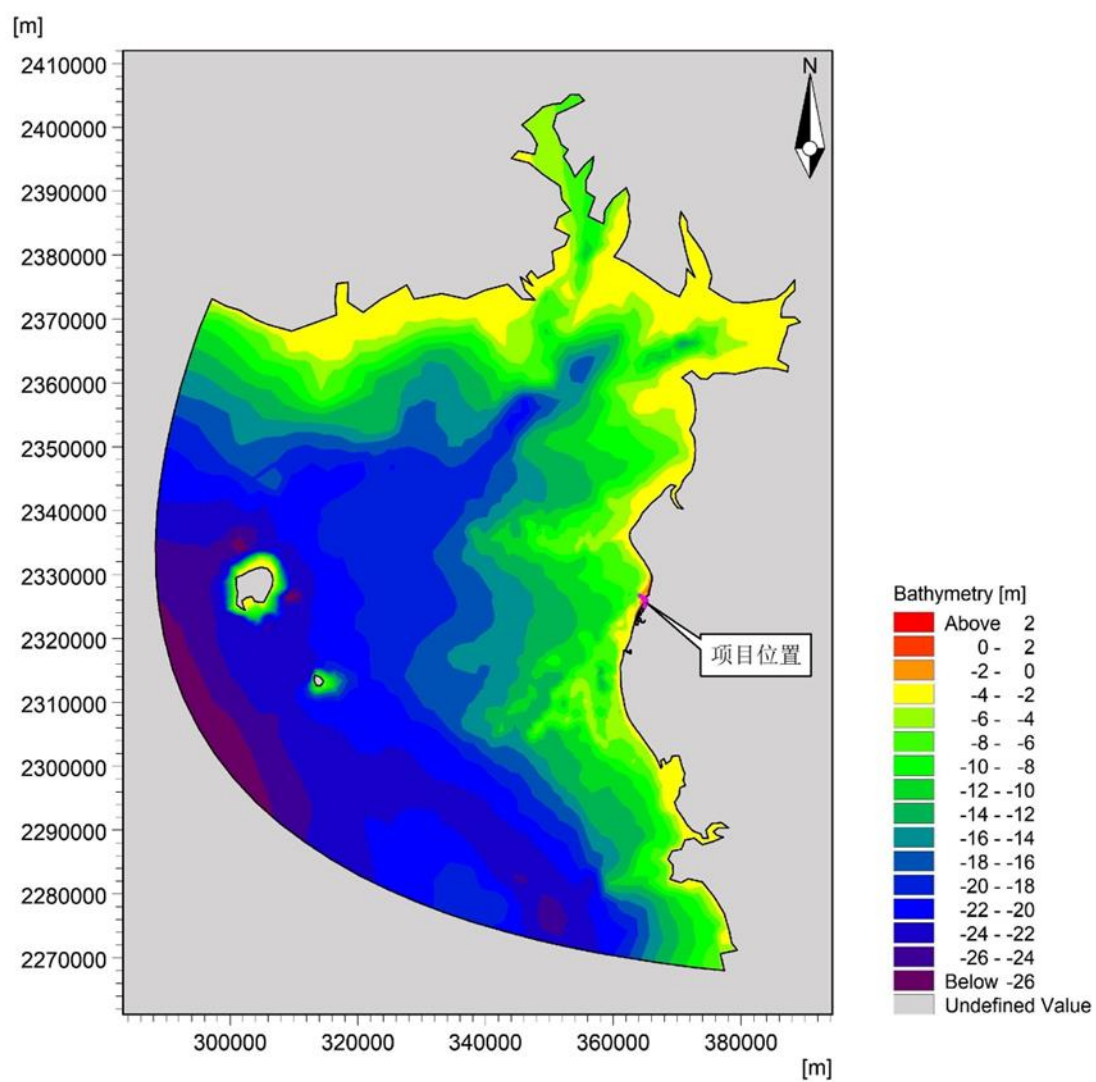 [m]
2410000
2400000
2390000
2380000
2370000
2360000
2350000
2340000
2330000
2320000
2310000
2300000
2290000
2280000
2270000
N
项目位置
Bathymetry [m]
Above 2
0 - 2
-2 - 0
-4 - -2
-6 - -4
-8 - -6
-10 - -8
-12 - -10
-14 - -12
-16 - -14
-18 - -16
-20 - -18
-22 - -20
-24 - -22
-26 - -24
Below -26
Undefined Value
300000 320000 340000 360000 380000
[m]